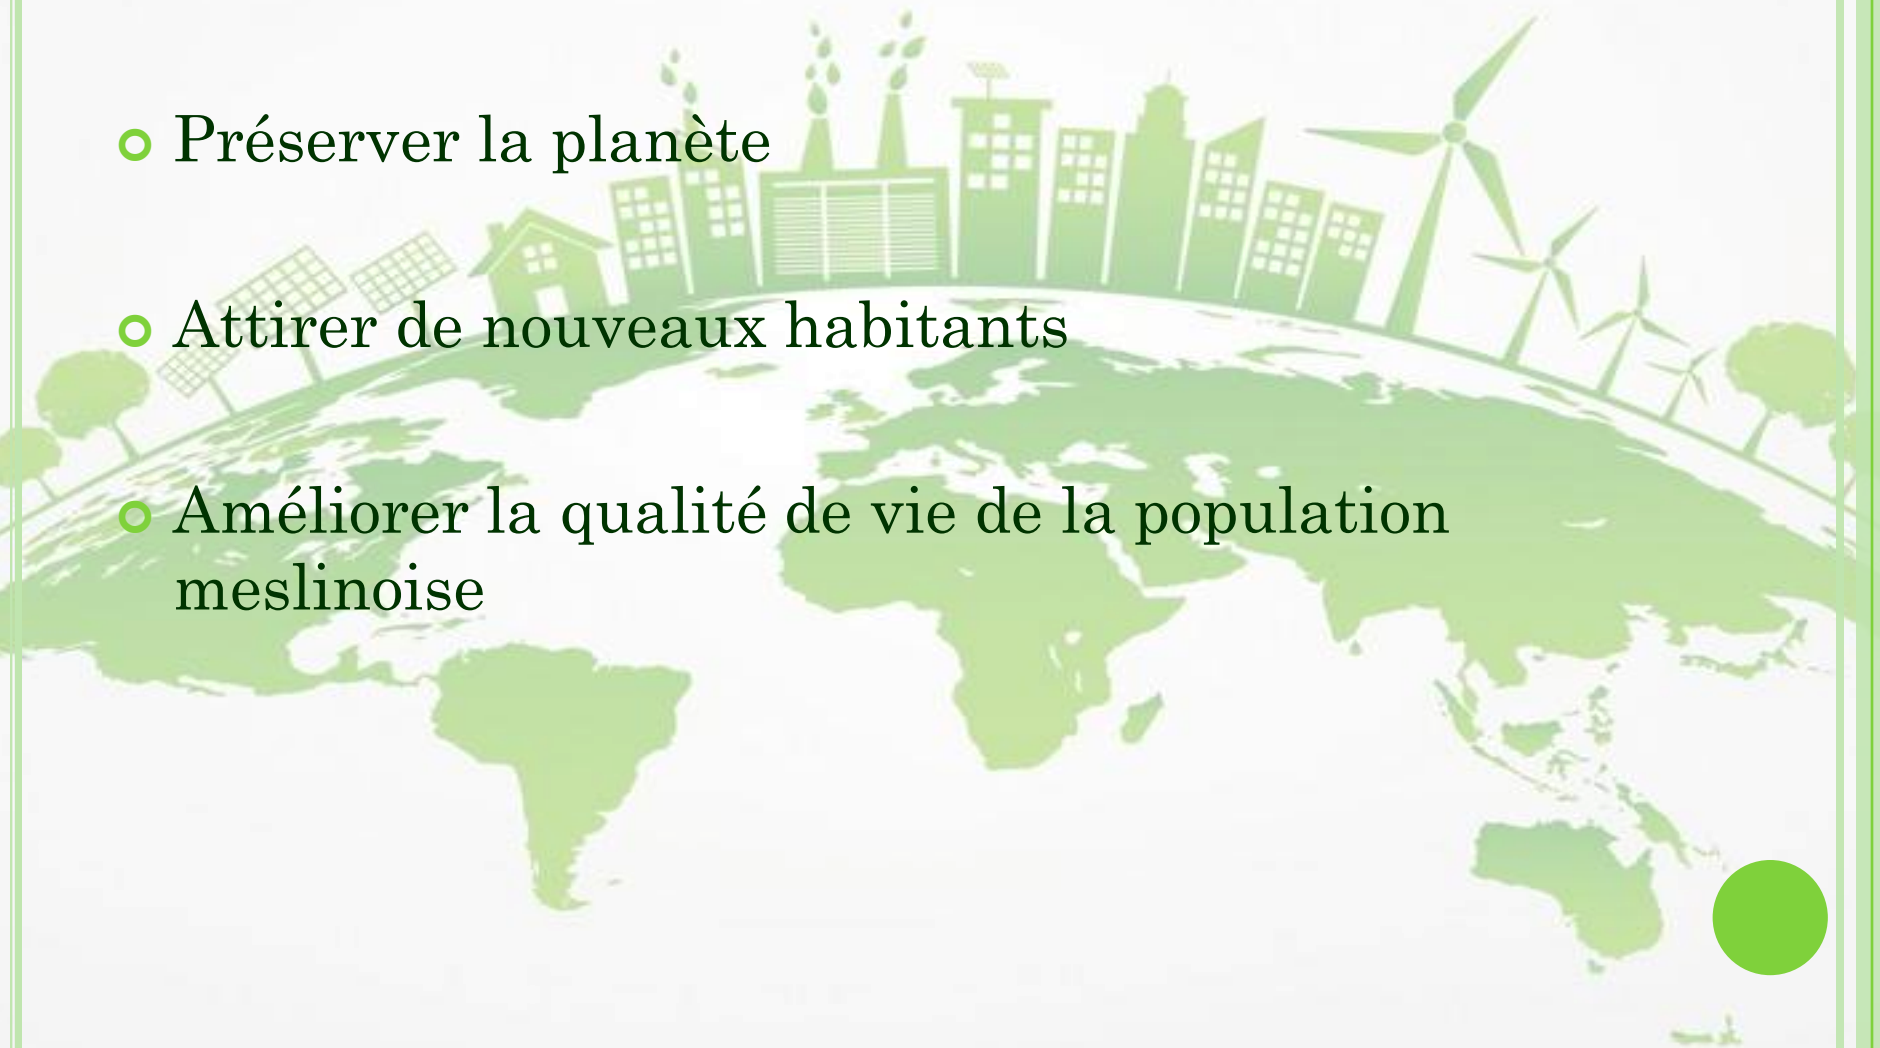 Préserver la planète
Attirer de nouveaux habitants
Améliorer la qualité de vie de la population
meslinoise